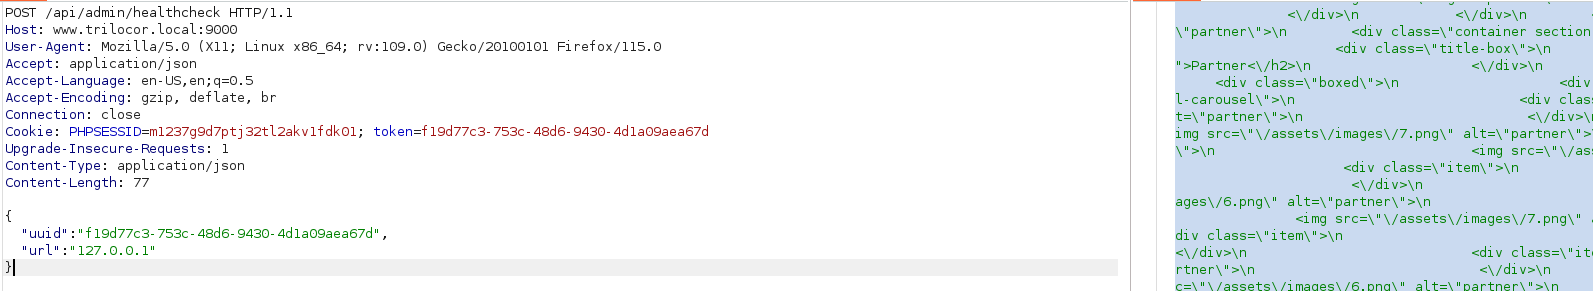 POST /api/admin/healthcheck HTTP/1.1
Host: www.trilocor.local:9000
User-Agent: Mozilla/5.0 (X11; Linux x86_64; rv:109.0) Gecko/20100101 Firefox/115.0
Accept: application/json
Accept-Language: en-US,en;q=0.5
Accept-Encoding: gzip, deflate, br
Connection: close
Cookie: PHPSESSID=m1237g9d7ptj32tl2akv1fdk01; token=f19d77c3-753c-48d6-9430-4d1a09aea67d
Upgrade-Insecure-Requests: 1
Content-Type: application/json
Content-Length: 77
{
"uuid":"f19d77c3-753c-48d6-9430-4d1a09aea67d",
"url":"127.0.0.1"
}
<\/div>\n <\/div>\n
\"partner\">\n <div class=\"container section
<div class=\"title-box\">\n
">Partner<\/h2>\n <\/div>\n
<div class=\"boxed\">\n <div
l-carousel\">\n <div clas
t=\"partner\">\n <\/div>\n
img src=\"\/assets\/images\/7.png\" alt=\"partner\">
\">\n <img src=\"\/as
<div class=\"item\">\n
<\/div>\n
ages\/6.png\" alt=\"partner\">\n
<img src=\"\/assets\/images\/7.png\"
div class=\"item\">\n
<\/div>\n <div class=\"it
rtner\">\n <\/div>\n
c=\"\/assets\/images\/6.png\" alt=\"partner\">\n